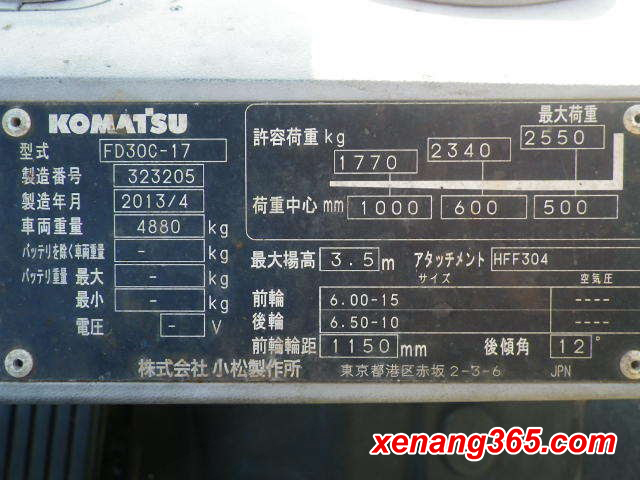 KOMATSU
型式 FD30C-17
製造番号 323205
製造年月 2013/4
車両重量 4880 kg
バッテリを除く車両重量 - kg
バッテリ重量 最大 - kg
最小 - kg
電圧 - V
最大荷重
許容荷重 kg 1770 2340 2550
荷重中心 mm 1000 600 500
最大揚高 3.5 m アタッチメント HFF304
サイズ 空気圧
前輪 6.00-15 ----
後輪 6.50-10 ----
前輪輪距 1150 mm 後傾角 12°
株式会社 小松製作所 東京都港区赤坂2-3-6 JPN
xenang365.com